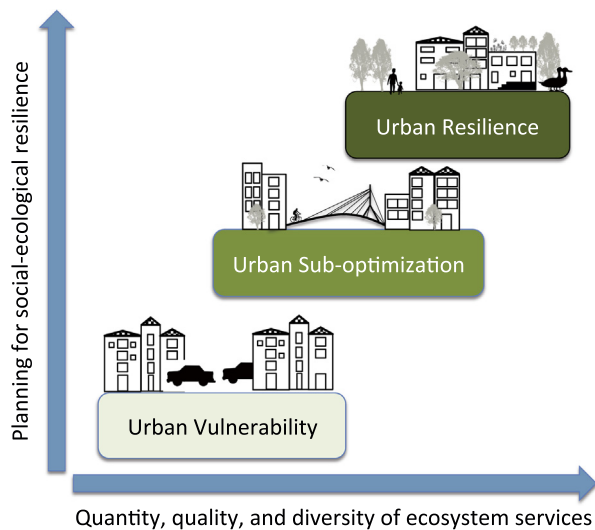 Planning for social-ecological resilience
Urban Resilience
Urban Sub-optimization
Urban Vulnerability
Quantity, quality, and diversity of ecosystem services